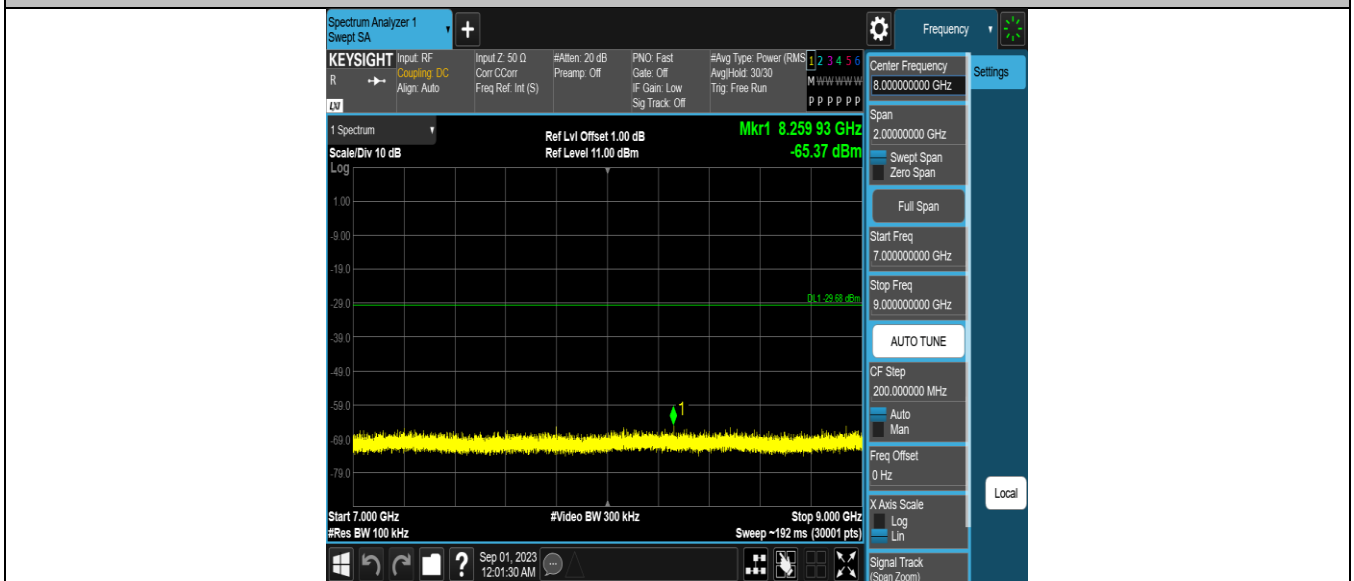 Spectrum Analyzer 1
Swept SA
+
Frequency
KEYSIGHT
R
LXI
Input: RF
Coupling: DC
Align: Auto
Input Z: 50 Ω
Corr CCorr
Freq Ref: Int (S)
#Atten: 20 dB
Preamp: Off
PNO: Fast
Gate: Off
IF Gain: Low
Sig Track: Off
#Avg Type: Power (RMS
Avg|Hold: 30/30
Trig: Free Run
1 2 3 4 5 6
M W W W W W
P P P P P P
1 Spectrum
Scale/Div 10 dB
Log
Ref Lvl Offset 1.00 dB
Ref Level 11.00 dBm
Mkr1 8.259 93 GHz
-65.37 dBm
1.00
-9.00
-19.0
-29.0
-39.0
-49.0
-59.0
-69.0
-79.0
DL1 -29.68 dBm
1
Start 7.000 GHz
#Res BW 100 kHz
#Video BW 300 kHz
Stop 9.000 GHz
Sweep ~192 ms (30001 pts)
?
Sep 01, 2023
12:01:30 AM
Center Frequency
8.000000000 GHz
Span
2.00000000 GHz
Swept Span
Zero Span
Full Span
Start Freq
7.000000000 GHz
Stop Freq
9.000000000 GHz
AUTO TUNE
CF Step
200.000000 MHz
Auto
Man
Freq Offset
0 Hz
X Axis Scale
Log
Lin
Signal Track
(Span Zoom)
Settings
Local